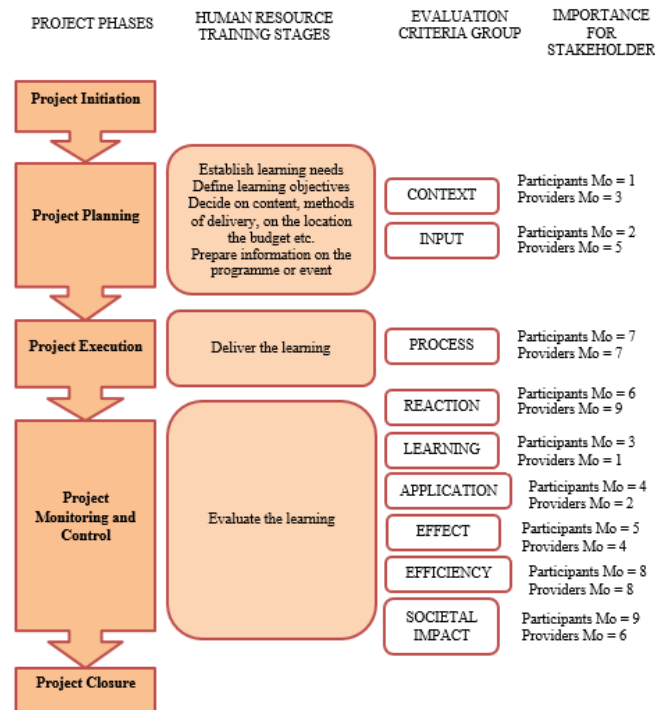 PROJECT PHASES
HUMAN RESOURCE
TRAINING STAGES
EVALUATION
CRITERIA GROUP
IMPORTANCE
FOR
STAKEHOLDER
Project Initiation
Project Planning
Establish learning needs
Define learning objectives
Decide on content, methods
of delivery, on the location
the budget etc.
Prepare information on the
programme or event
CONTEXT
Participants Mo = 1
Providers Mo = 3
INPUT
Participants Mo = 2
Providers Mo = 5
Project Execution
Deliver the learning
PROCESS
Participants Mo = 7
Providers Mo = 7
Project
Monitoring and
Control
Evaluate the learning
REACTION
Participants Mo = 6
Providers Mo = 9
LEARNING
Participants Mo = 3
Providers Mo = 1
APPLICATION
Participants Mo = 4
Providers Mo = 2
EFFECT
Participants Mo = 5
Providers Mo = 4
EFFICIENCY
Participants Mo = 8
Providers Mo = 8
SOCIETAL
IMPACT
Participants Mo = 9
Providers Mo = 6
Project Closure